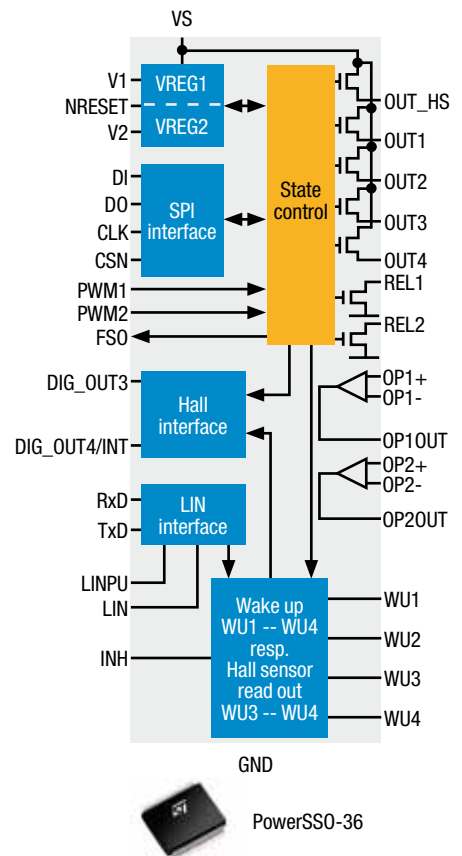 VS
V1
NRESET
V2
VREG1
VREG2
DI
DO
CLK
CSN
SPI
interface
State
control
OUT_HS
OUT1
OUT2
OUT3
OUT4
PWM1
PWM2
FSO
REL1
REL2
DIG_OUT3
DIG_OUT4/INT
Hall
interface
OP1+
OP1-
OP1OUT
OP2+
OP2-
OP2OUT
RxD
TxD
LIN
interface
LINPU
LIN
INH
Wake up
WU1 -- WU4
resp.
Hall sensor
read out
WU3 -- WU4
WU1
WU2
WU3
WU4
GND
ST
PowerSSO-36